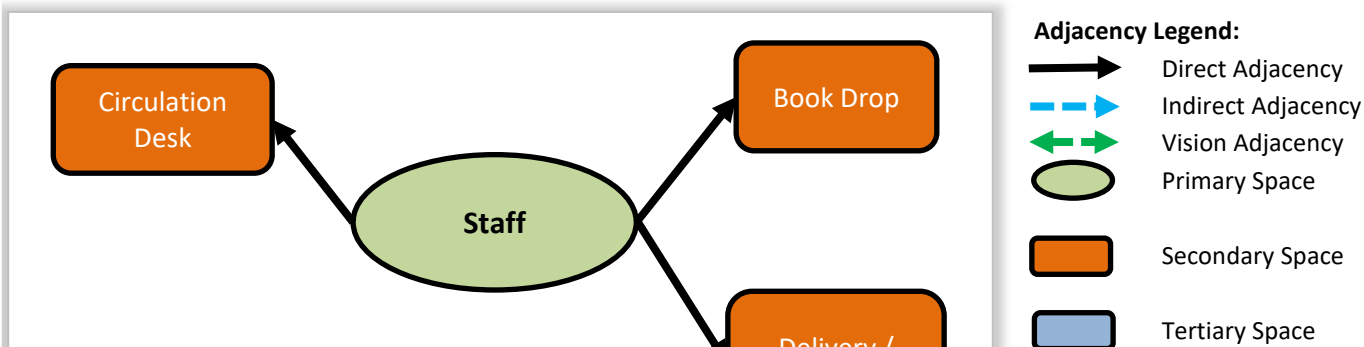 Circulation
Desk
Book Drop
Staff
Delivery /
Adjacency Legend:
Direct Adjacency
Indirect Adjacency
Vision Adjacency
Primary Space
Secondary Space
Tertiary Space